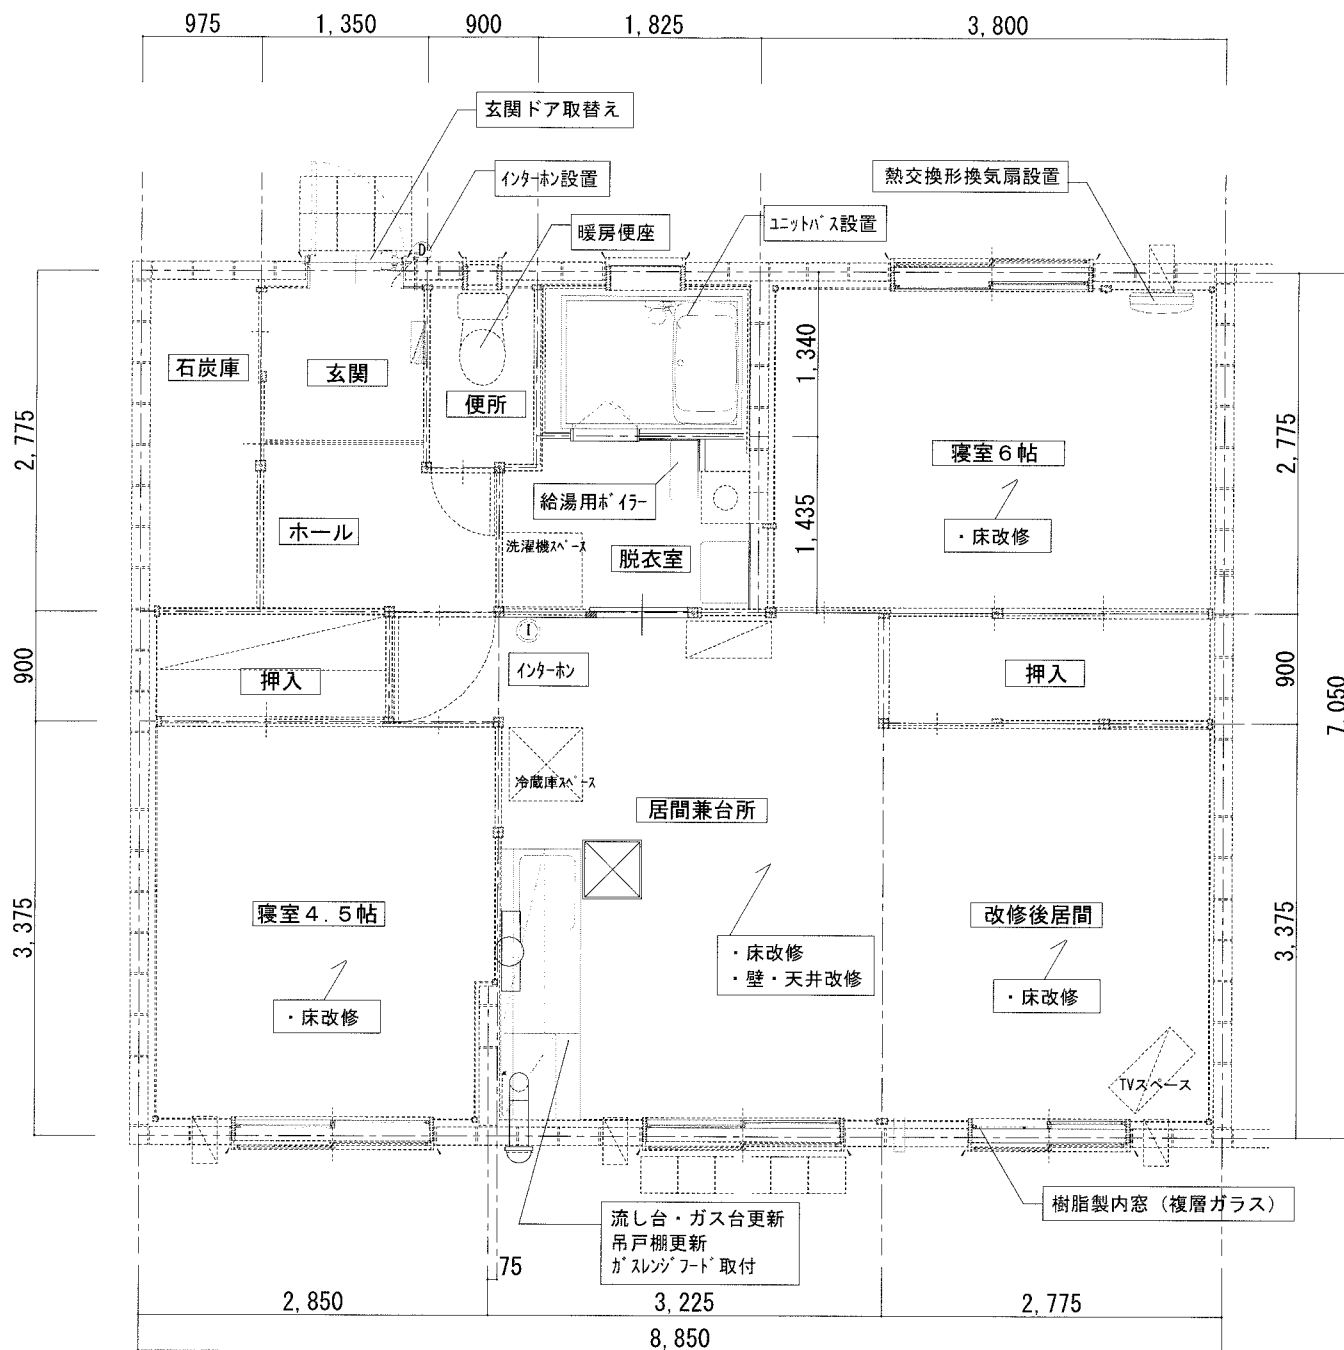 975
1,350
900
1,825
3,800
玄関ドア取替え
インターホン設置
暖房便座
ユニットバス設置
熱交換形換気扇設置
D
石炭庫
玄関
便所
1,340
2,775
2,775
寝室6帖
・床改修
給湯用ボイラー
1,435
ホール
洗濯機スペース
脱衣室
I
インターホン
900
押入
押入
900
7,050
冷蔵庫スペース
居間兼台所
寝室4.5帖
・床改修
改修後居間
・床改修
・床改修
・壁・天井改修
3,375
3,375
TVスペース
樹脂製内窓（複層ガラス）
流し台・ガス台更新
吊戸棚更新
ガスレンジフード取付
75
2,850
3,225
2,775
8,850